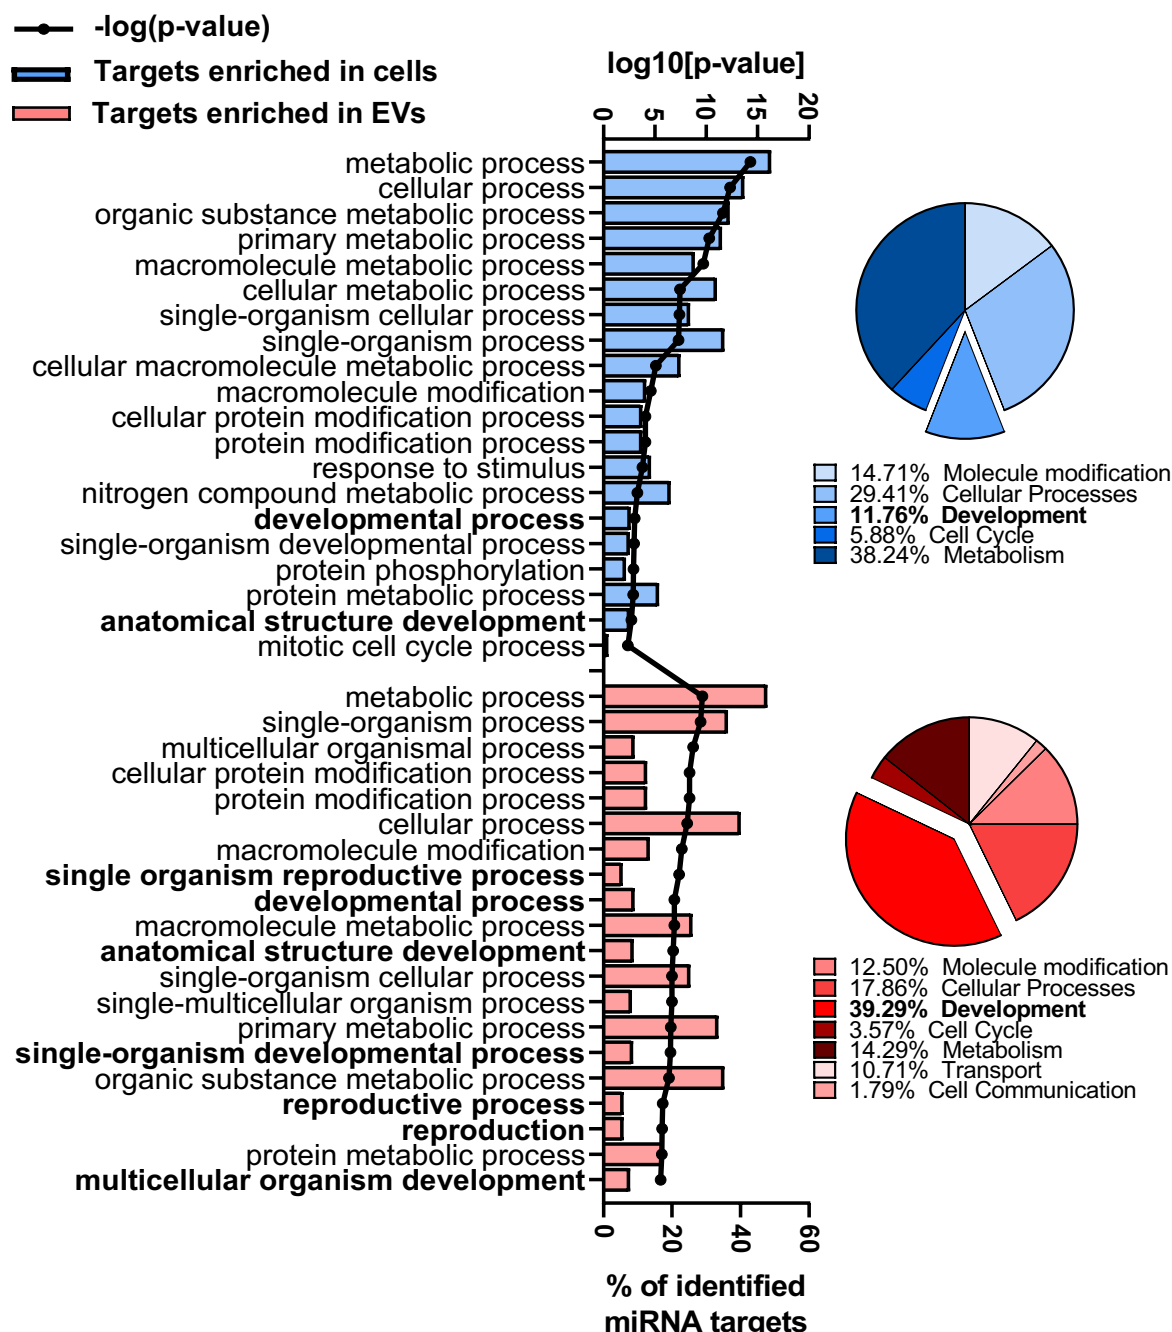 -log(p-value)
Targets enriched in cells
Targets enriched in EVs
log10[p-value]
0 5 10 15 20
metabolic process
cellular process
organic substance metabolic process
primary metabolic process
macromolecule metabolic process
cellular metabolic process
single-organism cellular process
single-organism process
cellular macromolecule metabolic process
macromolecule modification
cellular protein modification process
protein modification process
response to stimulus
nitrogen compound metabolic process
developmental process
single-organism developmental process
protein phosphorylation
protein metabolic process
anatomical structure development
mitotic cell cycle process
metabolic process
single-organism process
multicellular organismal process
cellular protein modification process
protein modification process
cellular process
macromolecule modification
single organism reproductive process
developmental process
macromolecule metabolic process
anatomical structure development
single-organism cellular process
single-multicellular organism process
primary metabolic process
single-organism developmental process
organic substance metabolic process
reproductive process
reproduction
protein metabolic process
multicellular organism development
0 20 40 60
% of identified
miRNA targets
14.71% Molecule modification
29.41% Cellular Processes
11.76% Development
5.88% Cell Cycle
38.24% Metabolism
12.50% Molecule modification
17.86% Cellular Processes
39.29% Development
3.57% Cell Cycle
14.29% Metabolism
10.71% Transport
1.79% Cell Communication